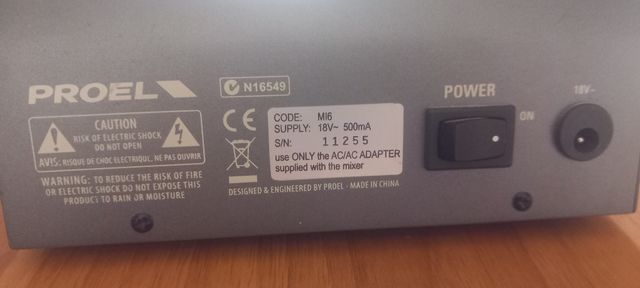 PROEL
N16549
CAUTION
RISK OF ELECTRIC SHOCK
DO NOT OPEN
AVIS: RISQUE DE CHOC ELECTRIQUE, NE PAS OUVRIR
WARNING: TO REDUCE THE RISK OF FIRE
OR ELECTRIC SHOCK DO NOT EXPOSE THIS
PRODUCT TO RAIN OR MOISTURE
CE
CODE: MI6
SUPPLY: 18V~ 500mA
S/N: 11255
use ONLY the AC/AC ADAPTER
supplied with the mixer
DESIGNED & ENGINEERED BY PROEL - MADE IN CHINA
POWER
ON
18V~